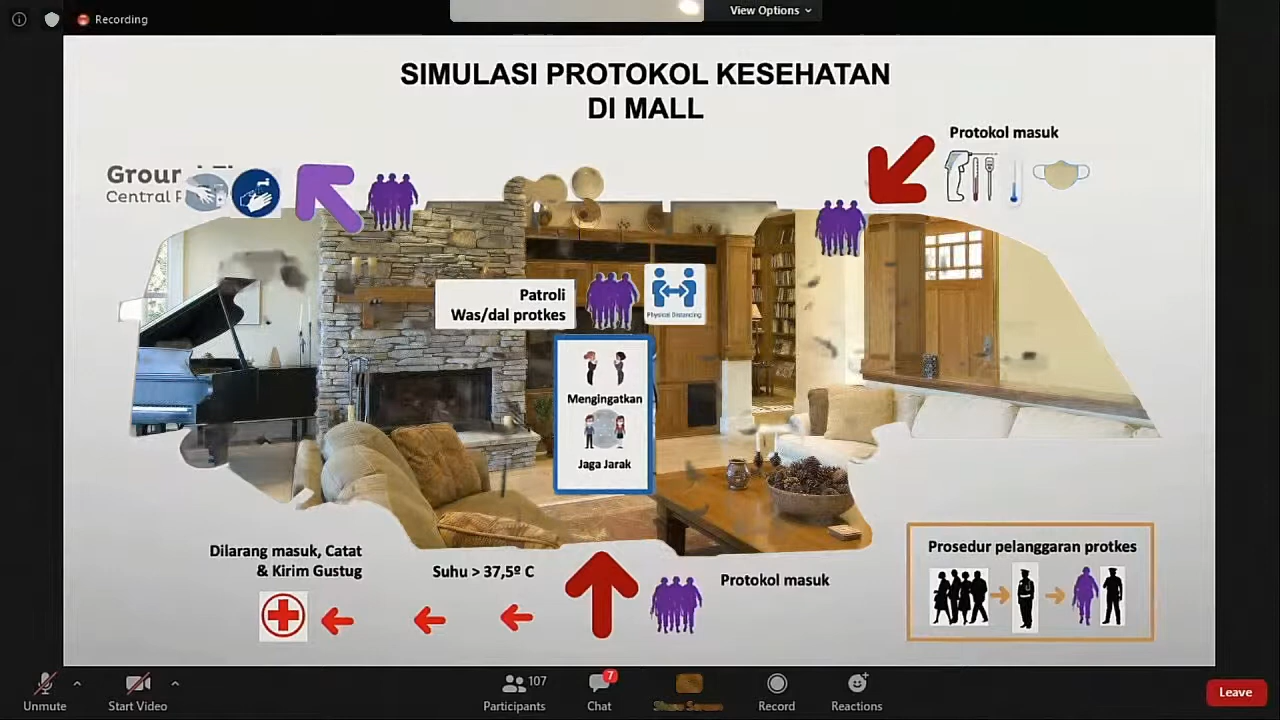 Recording
View Options
SIMULASI PROTOKOL KESEHATAN
DI MALL
Protokol masuk
Central
Patroli
Was/dal protkes
Physical Distancing
Mengingatkan
Jaga Jarak
Dilarang masuk, Catat
& Kirim Gustug
Suhu > 37,5º C
Protokol masuk
Prosedur pelanggaran protkes
Unmute
Start Video
107
Participants
7
Chat
Record
Reactions
Leave